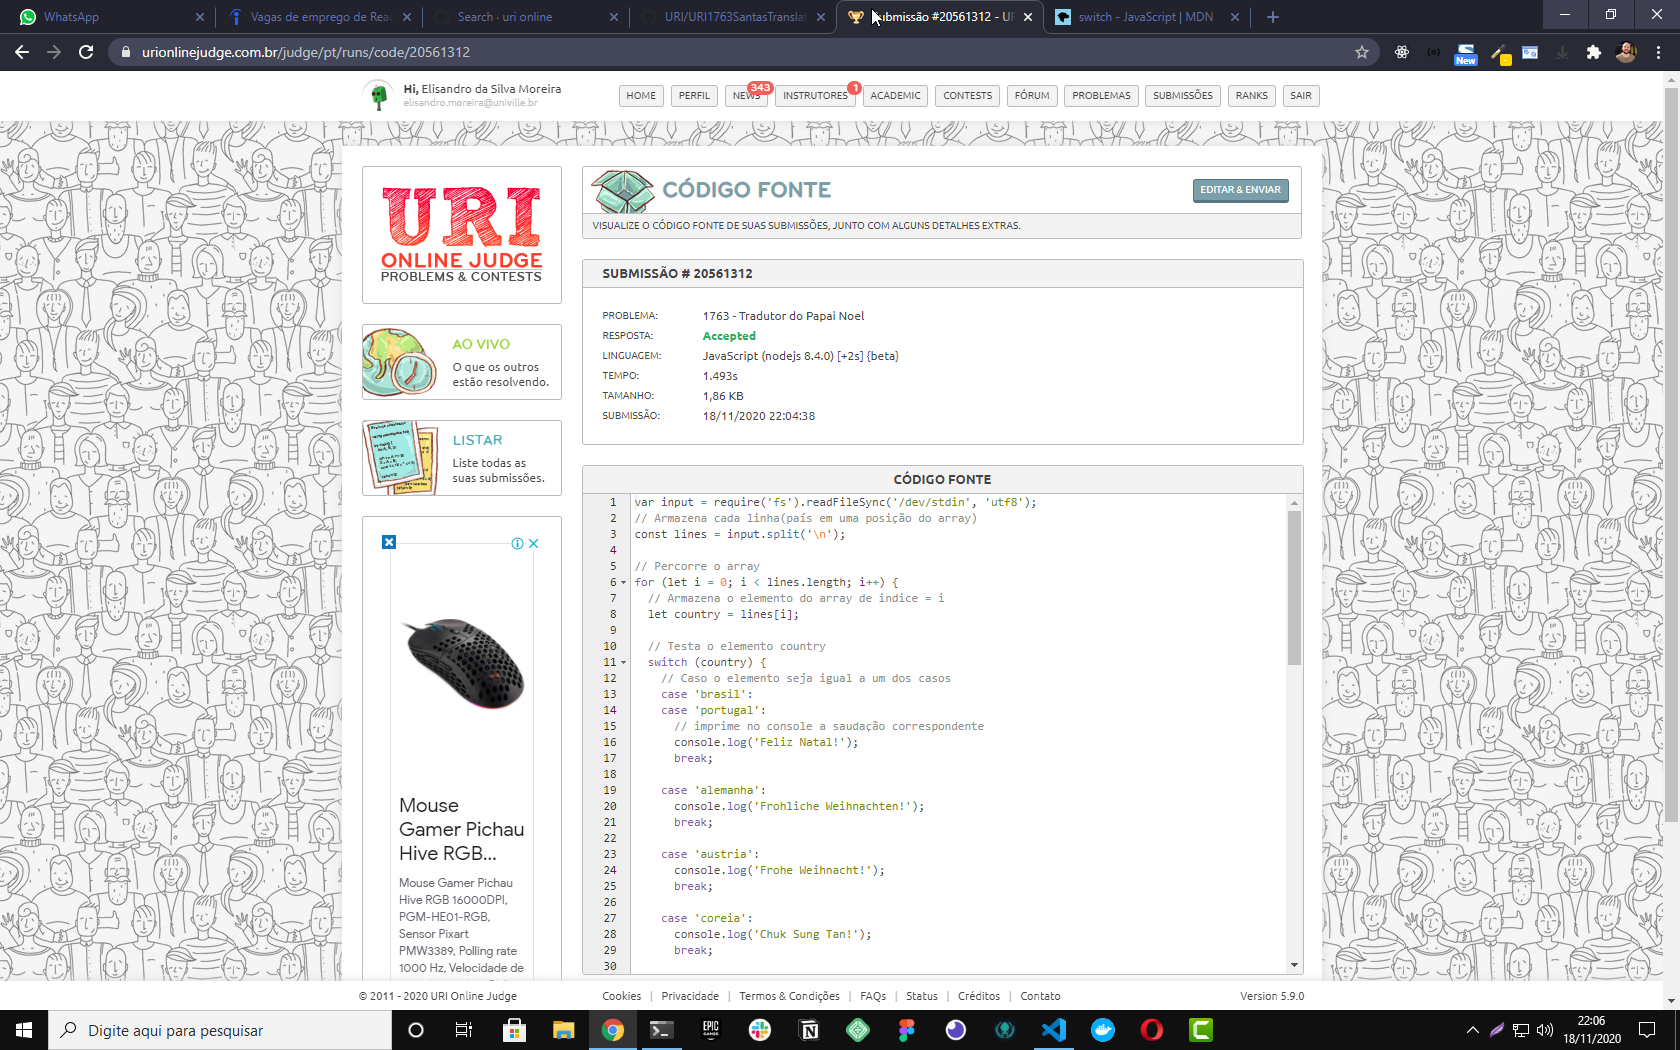 WhatsApp
Vagas de emprego de Reac
Search · uri online
URI/URI1763SantasTranslat
Submissão #20561312 - UR
switch - JavaScript | MDN
urionlinejudge.com.br/judge/pt/runs/code/20561312
New
Hi, Elisandro da Silva Moreira
elisandro.moreira@univille.br
HOME
PERFIL
NEWS
343
INSTRUTORES
1
ACADEMIC
CONTESTS
FÓRUM
PROBLEMAS
SUBMISSÕES
RANKS
SAIR
URI
ONLINE JUDGE
PROBLEMS & CONTESTS
AO VIVO
O que os outros
estão resolvendo.
LISTAR
Liste todas as
suas submissões.
Mouse
Gamer Pichau
Hive RGB...
Mouse Gamer Pichau
Hive RGB 16000DPI,
PGM-HE01-RGB,
Sensor Pixart
PMW3389, Polling rate
1000 Hz, Velocidade de
CÓDIGO FONTE
EDITAR & ENVIAR
VISUALIZE O CÓDIGO FONTE DE SUAS SUBMISSÕES, JUNTO COM ALGUNS DETALHES EXTRAS.
SUBMISSÃO # 20561312
PROBLEMA: 1763 - Tradutor do Papai Noel
RESPOSTA: Accepted
LINGUAGEM: JavaScript (nodejs 8.4.0) [+2s] {beta}
TEMPO: 1.493s
TAMANHO: 1,86 KB
SUBMISSÃO: 18/11/2020 22:04:38
CÓDIGO FONTE
1 var input = require('fs').readFileSync('/dev/stdin', 'utf8');
2 // Armazena cada linha(país em uma posição do array)
3 const lines = input.split('\n');
4
5 // Percorre o array
6 for (let i = 0; i < lines.length; i++) {
7 // Armazena o elemento do array de indice = i
8 let country = lines[i];
9
10 // Testa o elemento country
11 switch (country) {
12 // Caso o elemento seja igual a um dos casos
13 case 'brasil':
14 case 'portugal':
15 // imprime no console a saudação correspondente
16 console.log('Feliz Natal!');
17 break;
18
19 case 'alemanha':
20 console.log('Frohliche Weihnachten!');
21 break;
22
23 case 'austria':
24 console.log('Frohe Weihnacht!');
25 break;
26
27 case 'coreia':
28 console.log('Chuk Sung Tan!');
29 break;
30
© 2011 - 2020 URI Online Judge
Cookies | Privacidade | Termos & Condições | FAQs | Status | Créditos | Contato
Version 5.9.0
Digite aqui para pesquisar
EPIC
GAMES
22:06
18/11/2020